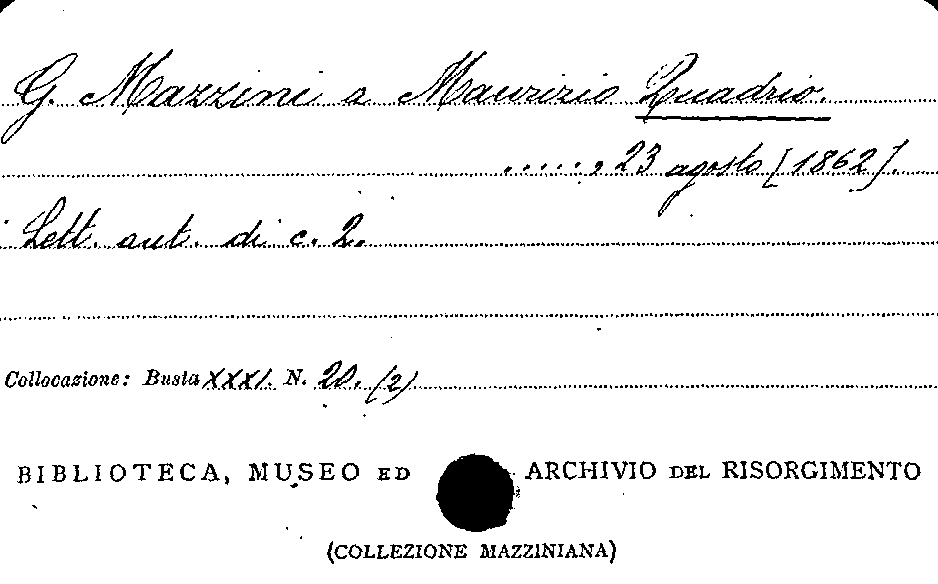 G. Mazzini a Maurizio Quadrio.
......, 23 agosto [1862].
Lett. aut. di c. 2.
Collocazione: Busta XXXI. N. 20. (2)
BIBLIOTECA, MUSEO ED ARCHIVIO DEL RISORGIMENTO
(COLLEZIONE MAZZINIANA)